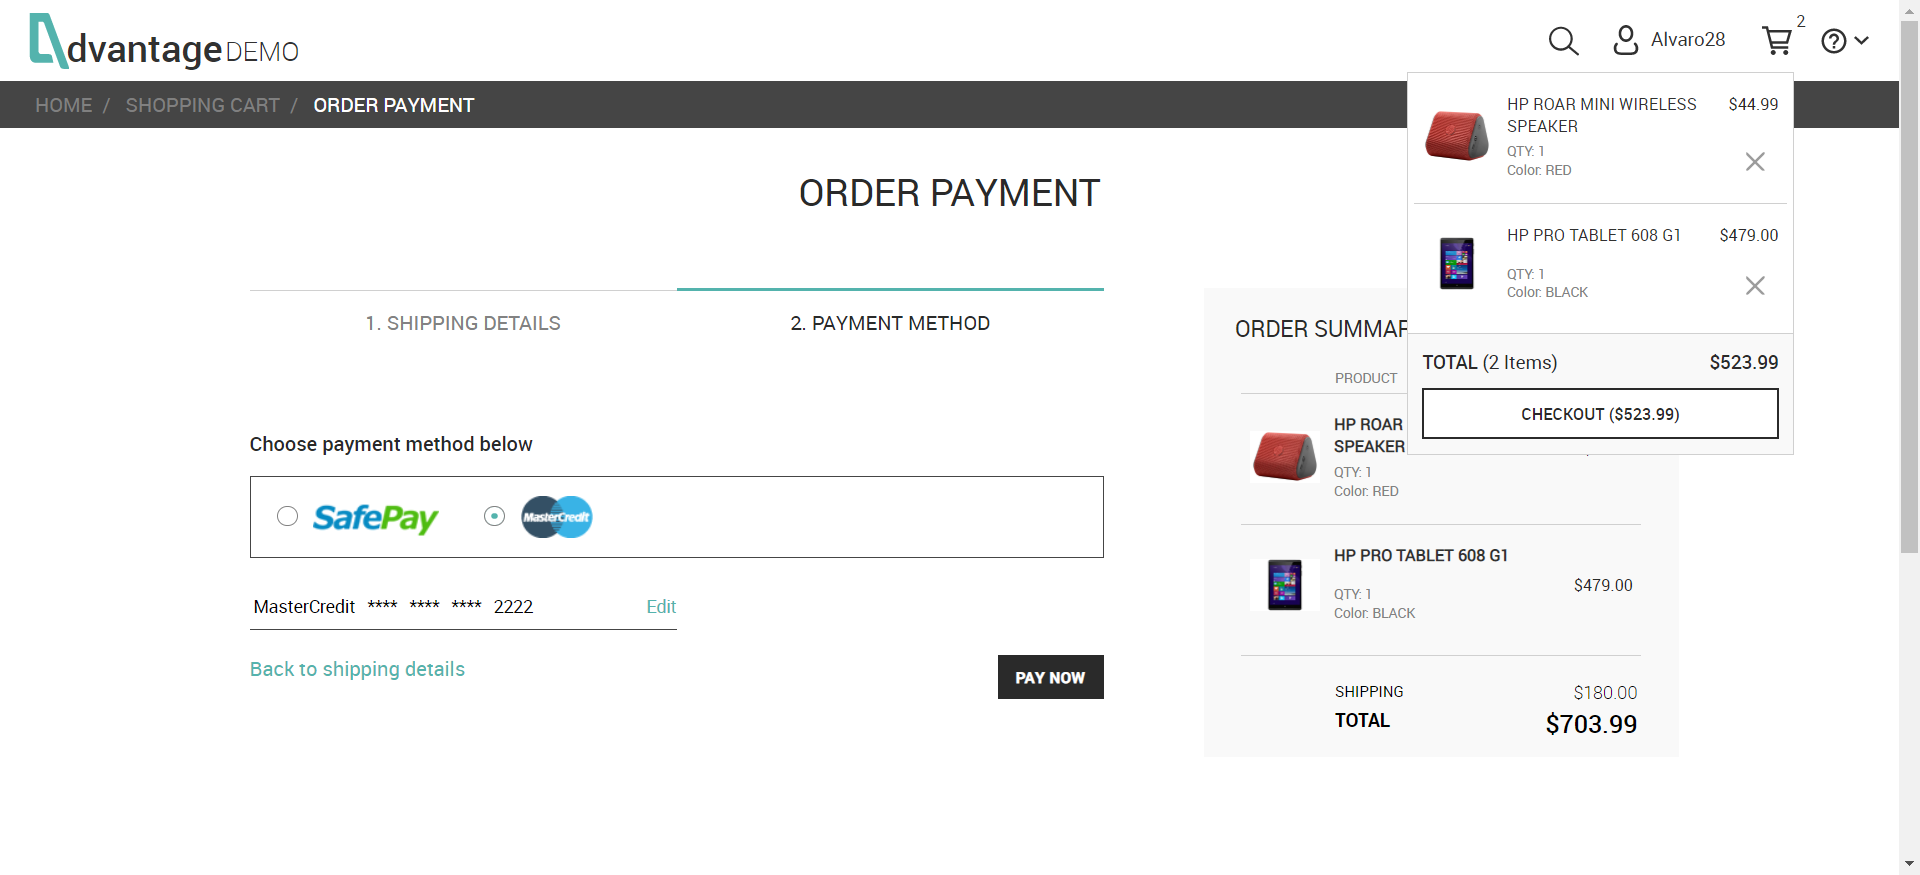 dvantage DEMO
Alvaro28
2
HOME / SHOPPING CART / ORDER PAYMENT
HP ROAR MINI WIRELESS SPEAKER $44.99
QTY: 1
Color: RED
HP PRO TABLET 608 G1 $479.00
QTY: 1
Color: BLACK
TOTAL (2 Items) $523.99
CHECKOUT ($523.99)
ORDER PAYMENT
1. SHIPPING DETAILS
2. PAYMENT METHOD
Choose payment method below
SafePay
MasterCredit
MasterCredit **** **** **** 2222 Edit
Back to shipping details
PAY NOW
ORDER SUMMAR
PRODUCT
HP ROAR
SPEAKER
QTY: 1
Color: RED
HP PRO TABLET 608 G1
QTY: 1
Color: BLACK
$479.00
SHIPPING $180.00
TOTAL $703.99